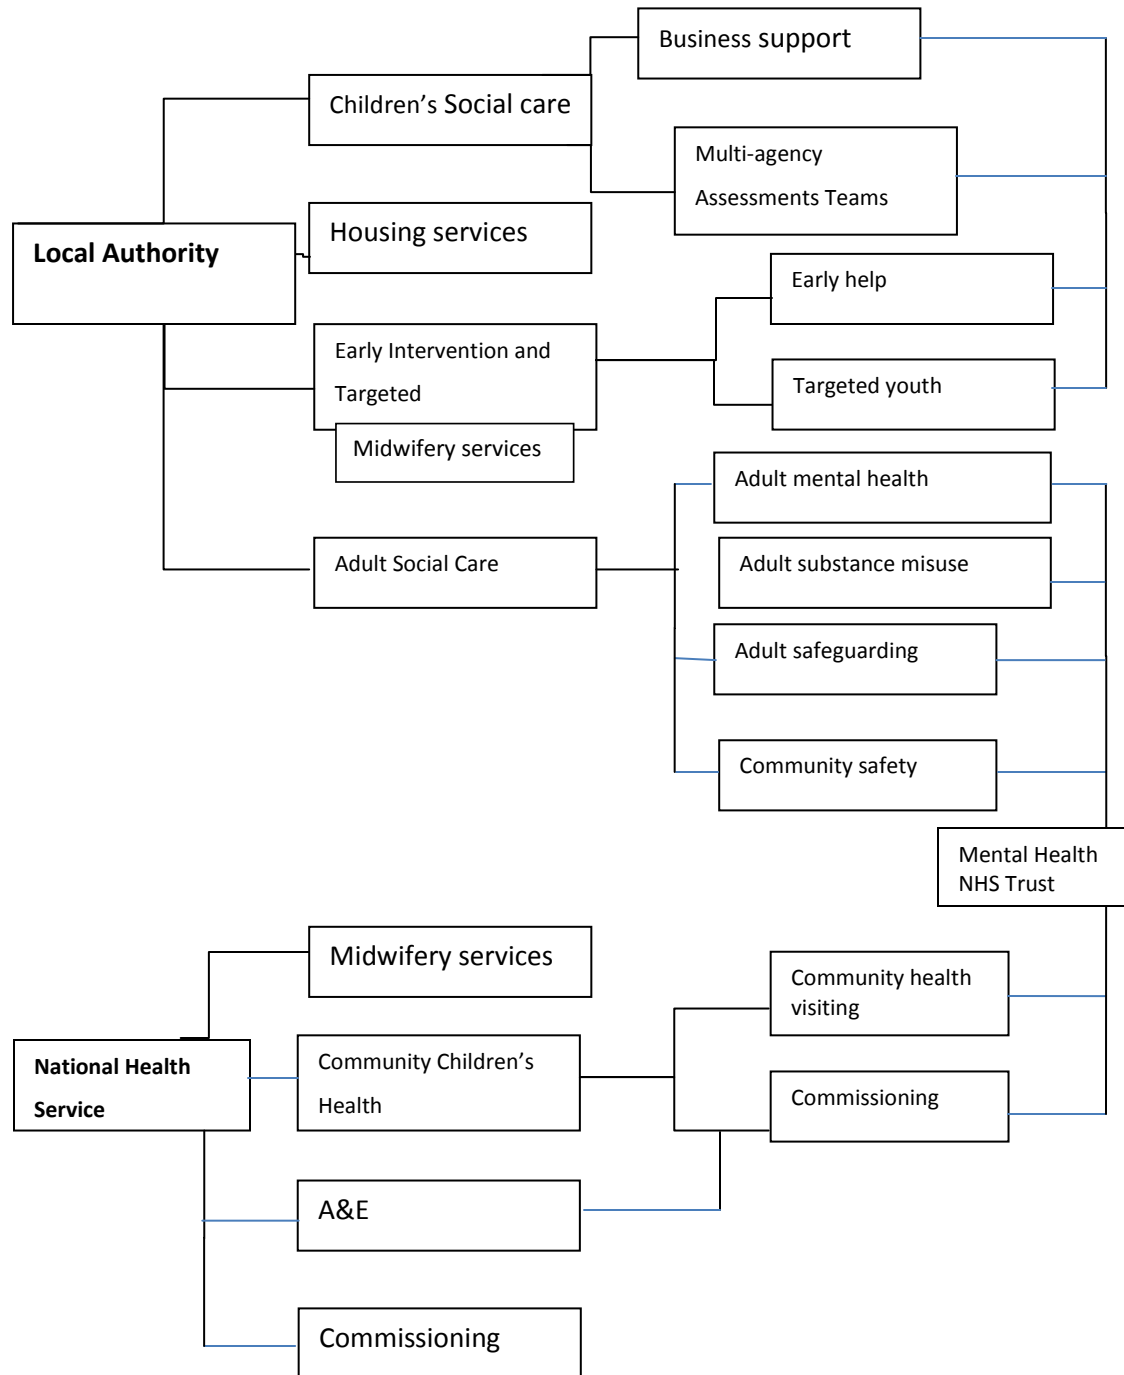 Business support
Children's Social care
Multi-agency
Assessments Teams
Housing services
Local Authority
Early help
Early Intervention and
Targeted
Targeted youth
Midwifery services
Adult mental health
Adult Social Care
Adult substance misuse
Adult safeguarding
Community safety
Mental Health
NHS Trust
Midwifery services
Community health
visiting
National Health
Service
Community Children's
Health
Commissioning
A&E
Commissioning